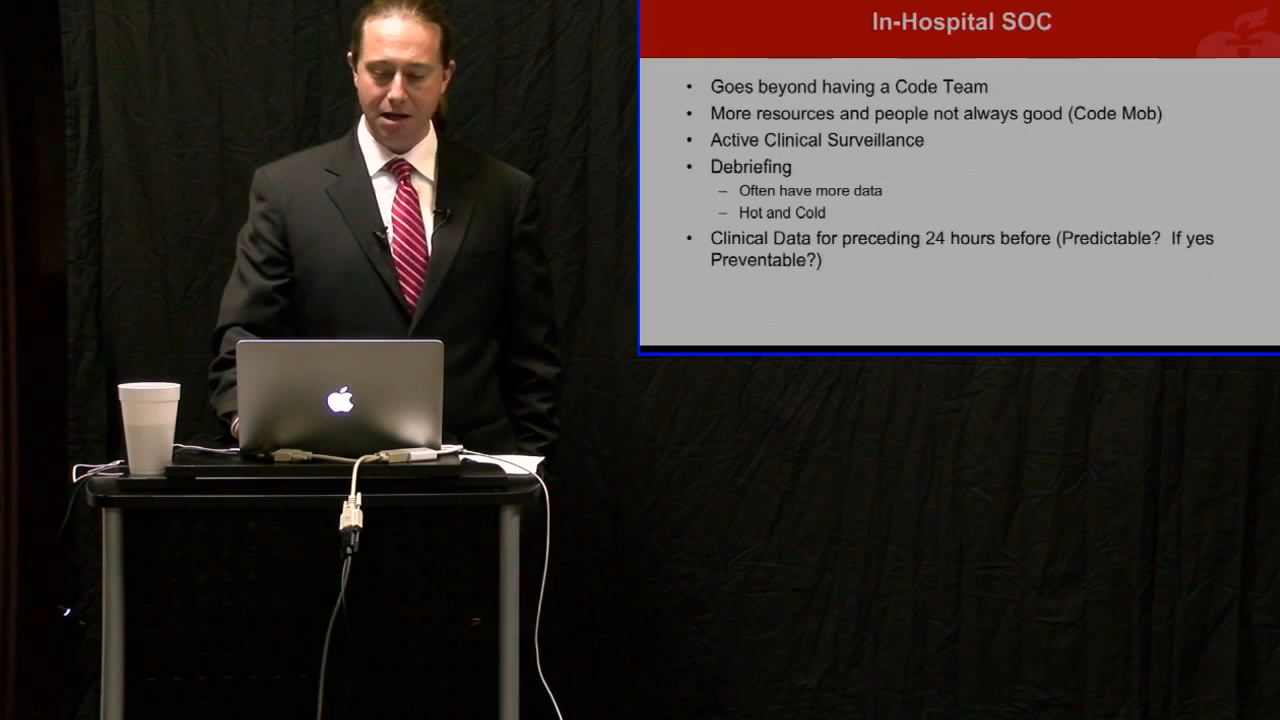 In-Hospital SOC
• Goes beyond having a Code Team
• More resources and people not always good (Code Mob)
• Active Clinical Surveillance
• Debriefing
– Often have more data
– Hot and Cold
• Clinical Data for preceding 24 hours before (Predictable? If yes
Preventable?)